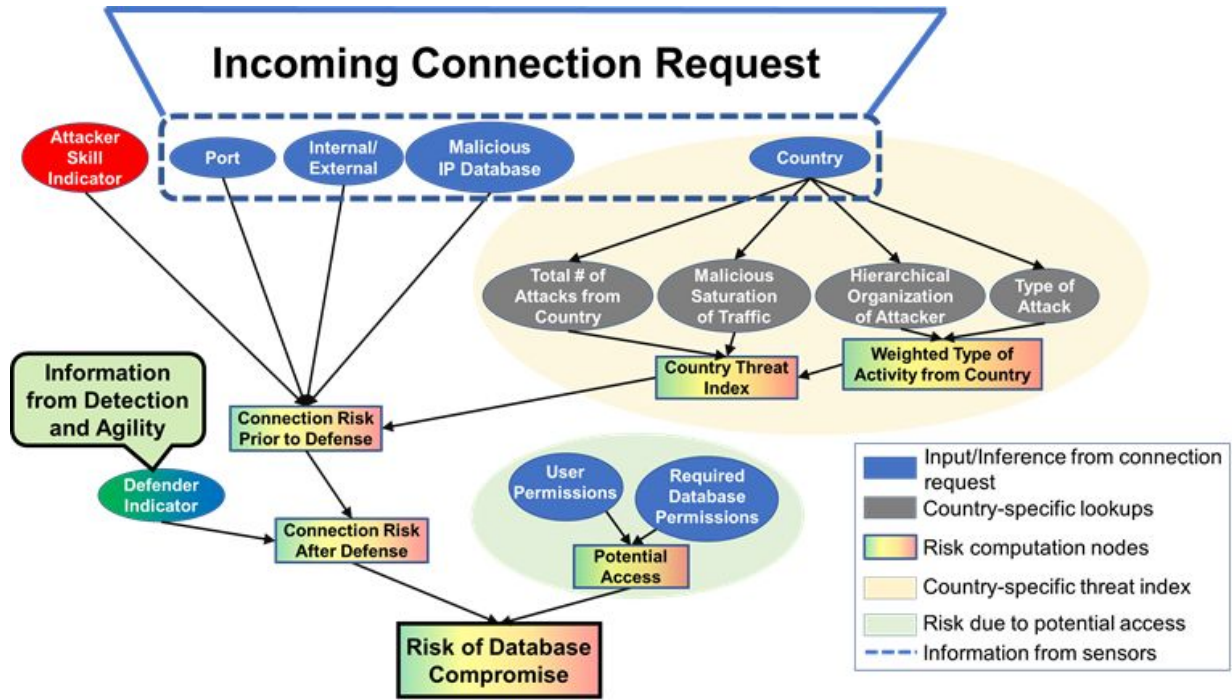 Incoming Connection Request
Attacker
Skill
Indicator
Port
Internal/
External
Malicious
IP Database
Country
Total # of
Attacks from
Country
Malicious
Saturation
of Traffic
Hierarchical
Organization
of Attacker
Type of
Attack
Information
from Detection
and Agility
Country Threat
Index
Weighted Type of
Activity from Country
Connection Risk
Prior to Defense
Defender
Indicator
Connection Risk
After Defense
User
Permissions
Required
Database
Permissions
Potential
Access
Risk of Database
Compromise
Input/Inference from connection
request
Country-specific lookups
Risk computation nodes
Country-specific threat index
Risk due to potential access
Information from sensors